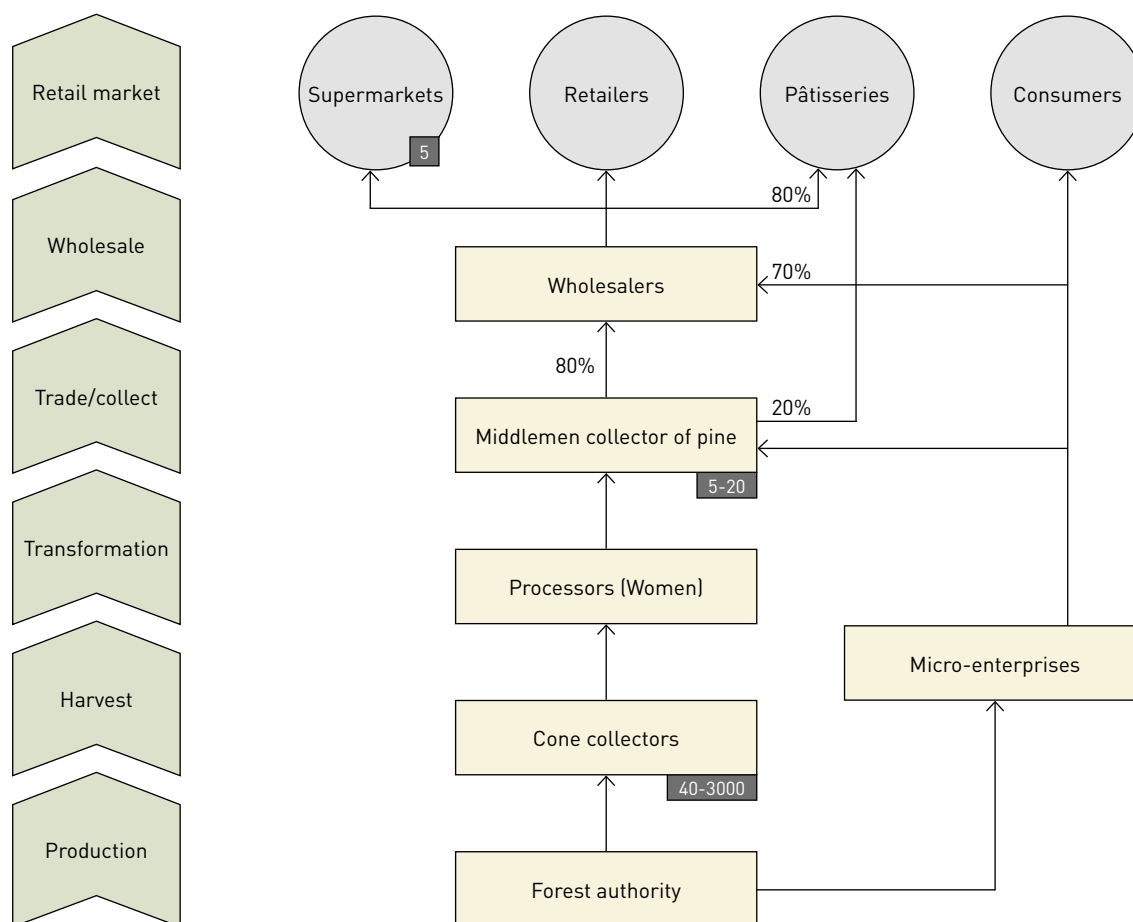 Retail market
Supermarkets
Retailers
Pâtisseries
Consumers
5
80%
Wholesale
Wholesalers
70%
80%
Trade/collect
Middlemen collector of pine
20%
5-20
Transformation
Processors (Women)
Harvest
Micro-enterprises
Cone collectors
40-3000
Production
Forest authority